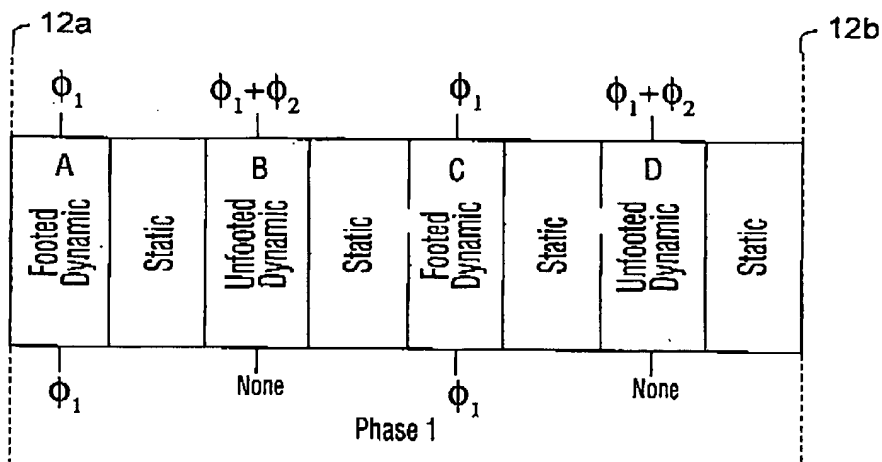 12a
12b
ϕ₁
ϕ₁+ϕ₂
ϕ₁
ϕ₁+ϕ₂
A
Footed
Dynamic
Static
B
Unfooted
Dynamic
Static
C
Footed
Dynamic
Static
D
Unfooted
Dynamic
Static
ϕ₁
None
ϕ₁
None
Phase 1